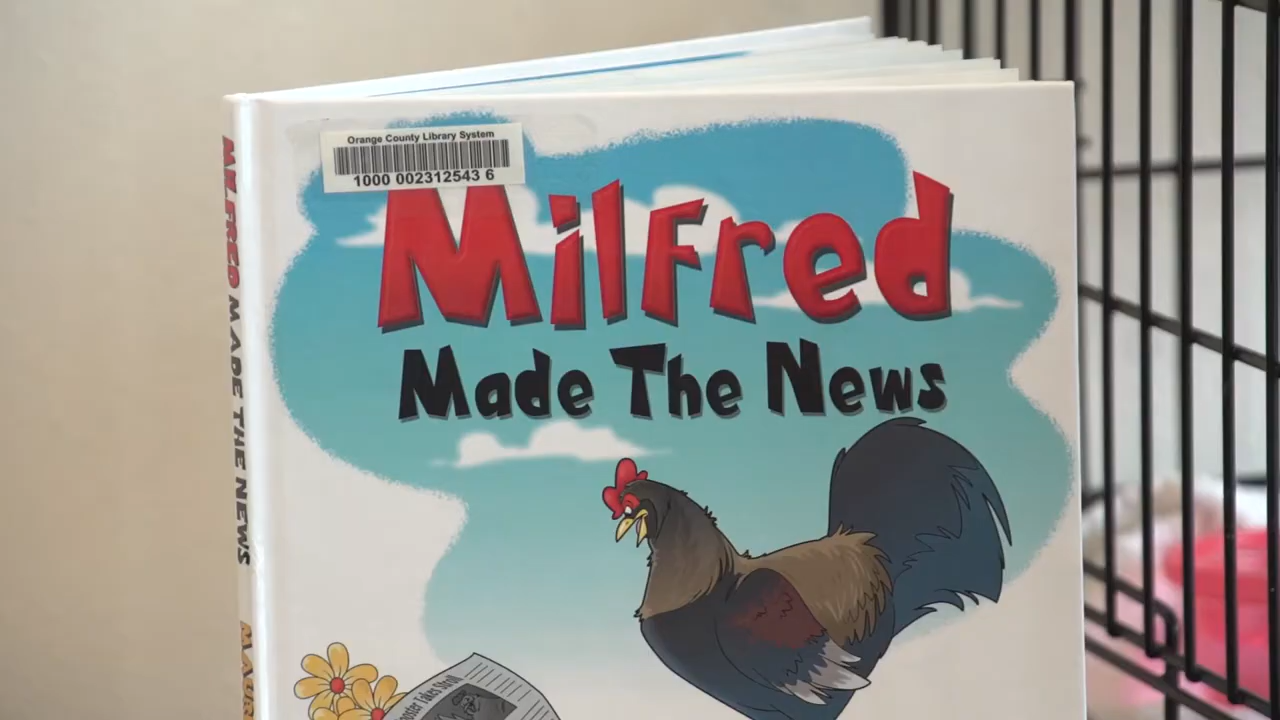 Orange County Library System
1000 002312543 6
Milfred
Made The News
MILFRED MADE THE NEWS